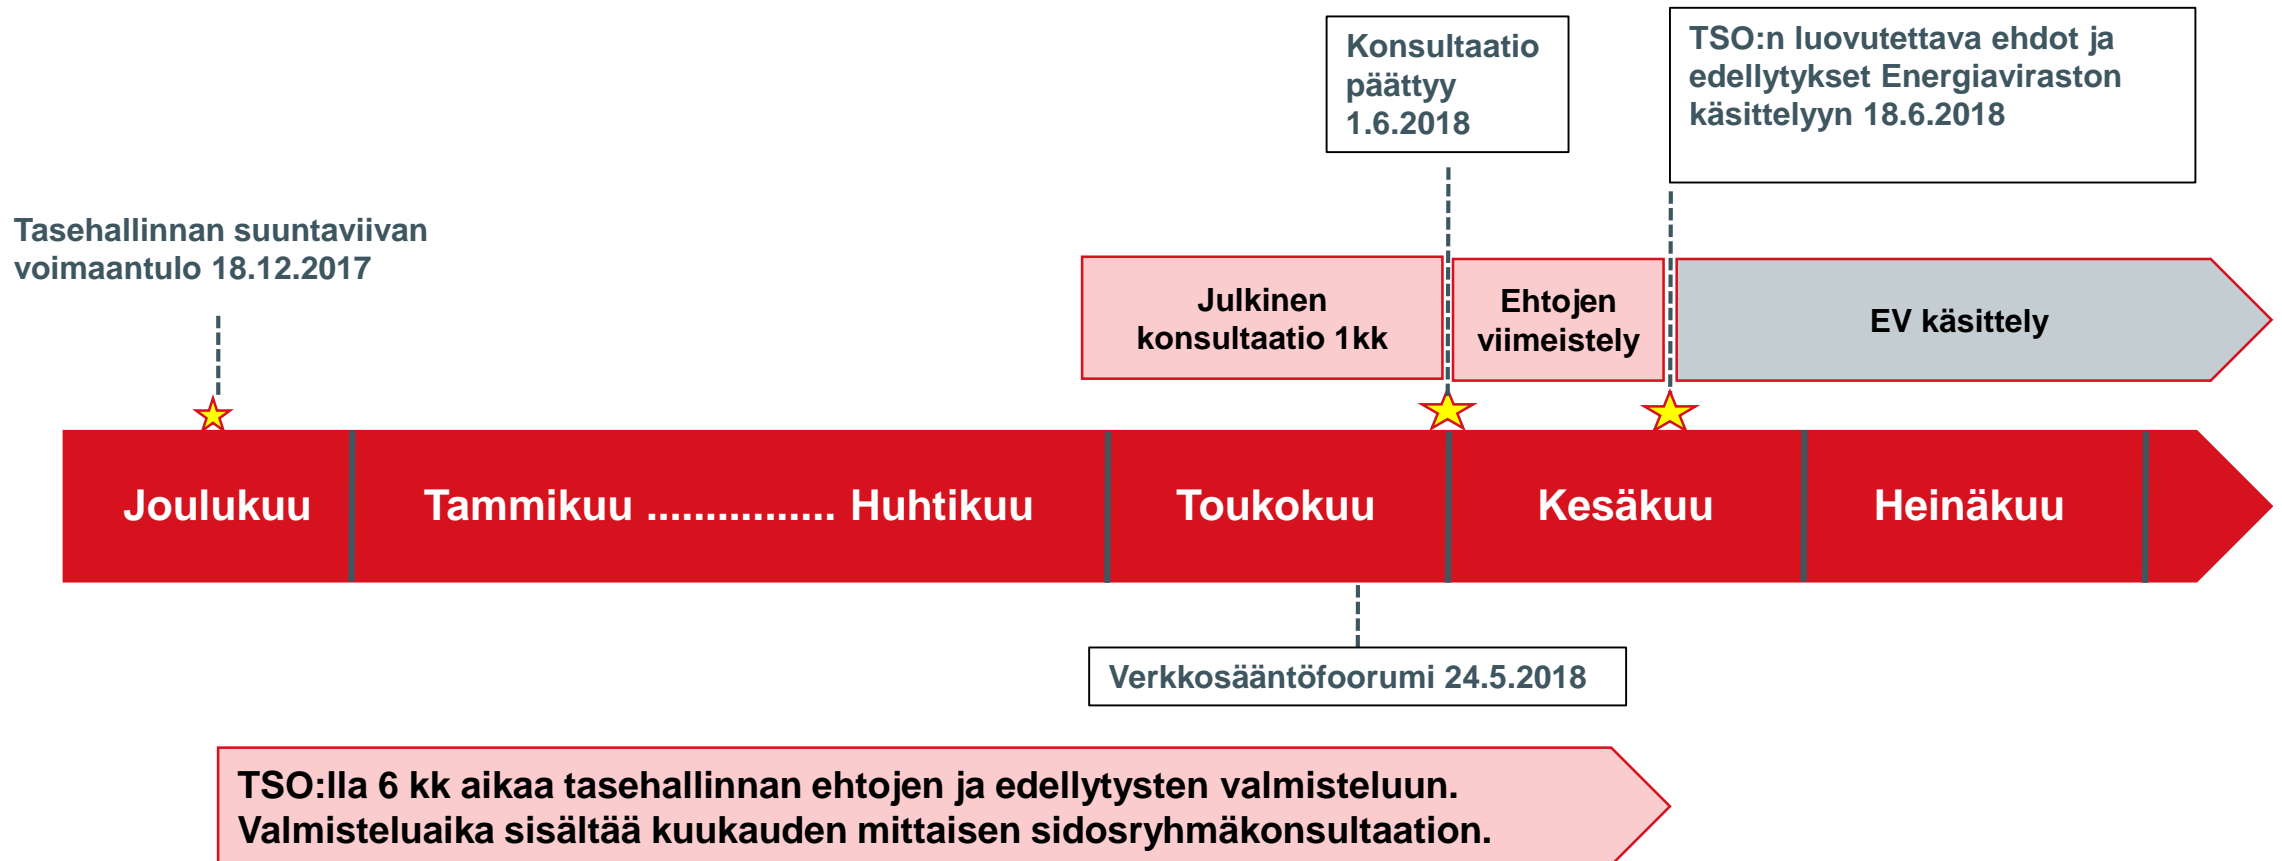 Konsultaatio
päättyy
1.6.2018
TSO:n luovutettava ehdot ja
edellytykset Energiaviraston
käsittelyyn 18.6.2018
Tasehallinnan suuntaviivan
voimaantulo 18.12.2017
Julkinen
konsultaatio 1kk
Ehtojen
viimeistely
EV käsittely
Joulukuu
Tammikuu ................ Huhtikuu
Toukokuu
Kesäkuu
Heinäkuu
Verkkosääntöfoorumi 24.5.2018
TSO:lla 6 kk aikaa tasehallinnan ehtojen ja edellytysten valmisteluun.
Valmisteluaika sisältää kuukauden mittaisen sidosryhmäkonsultaation.